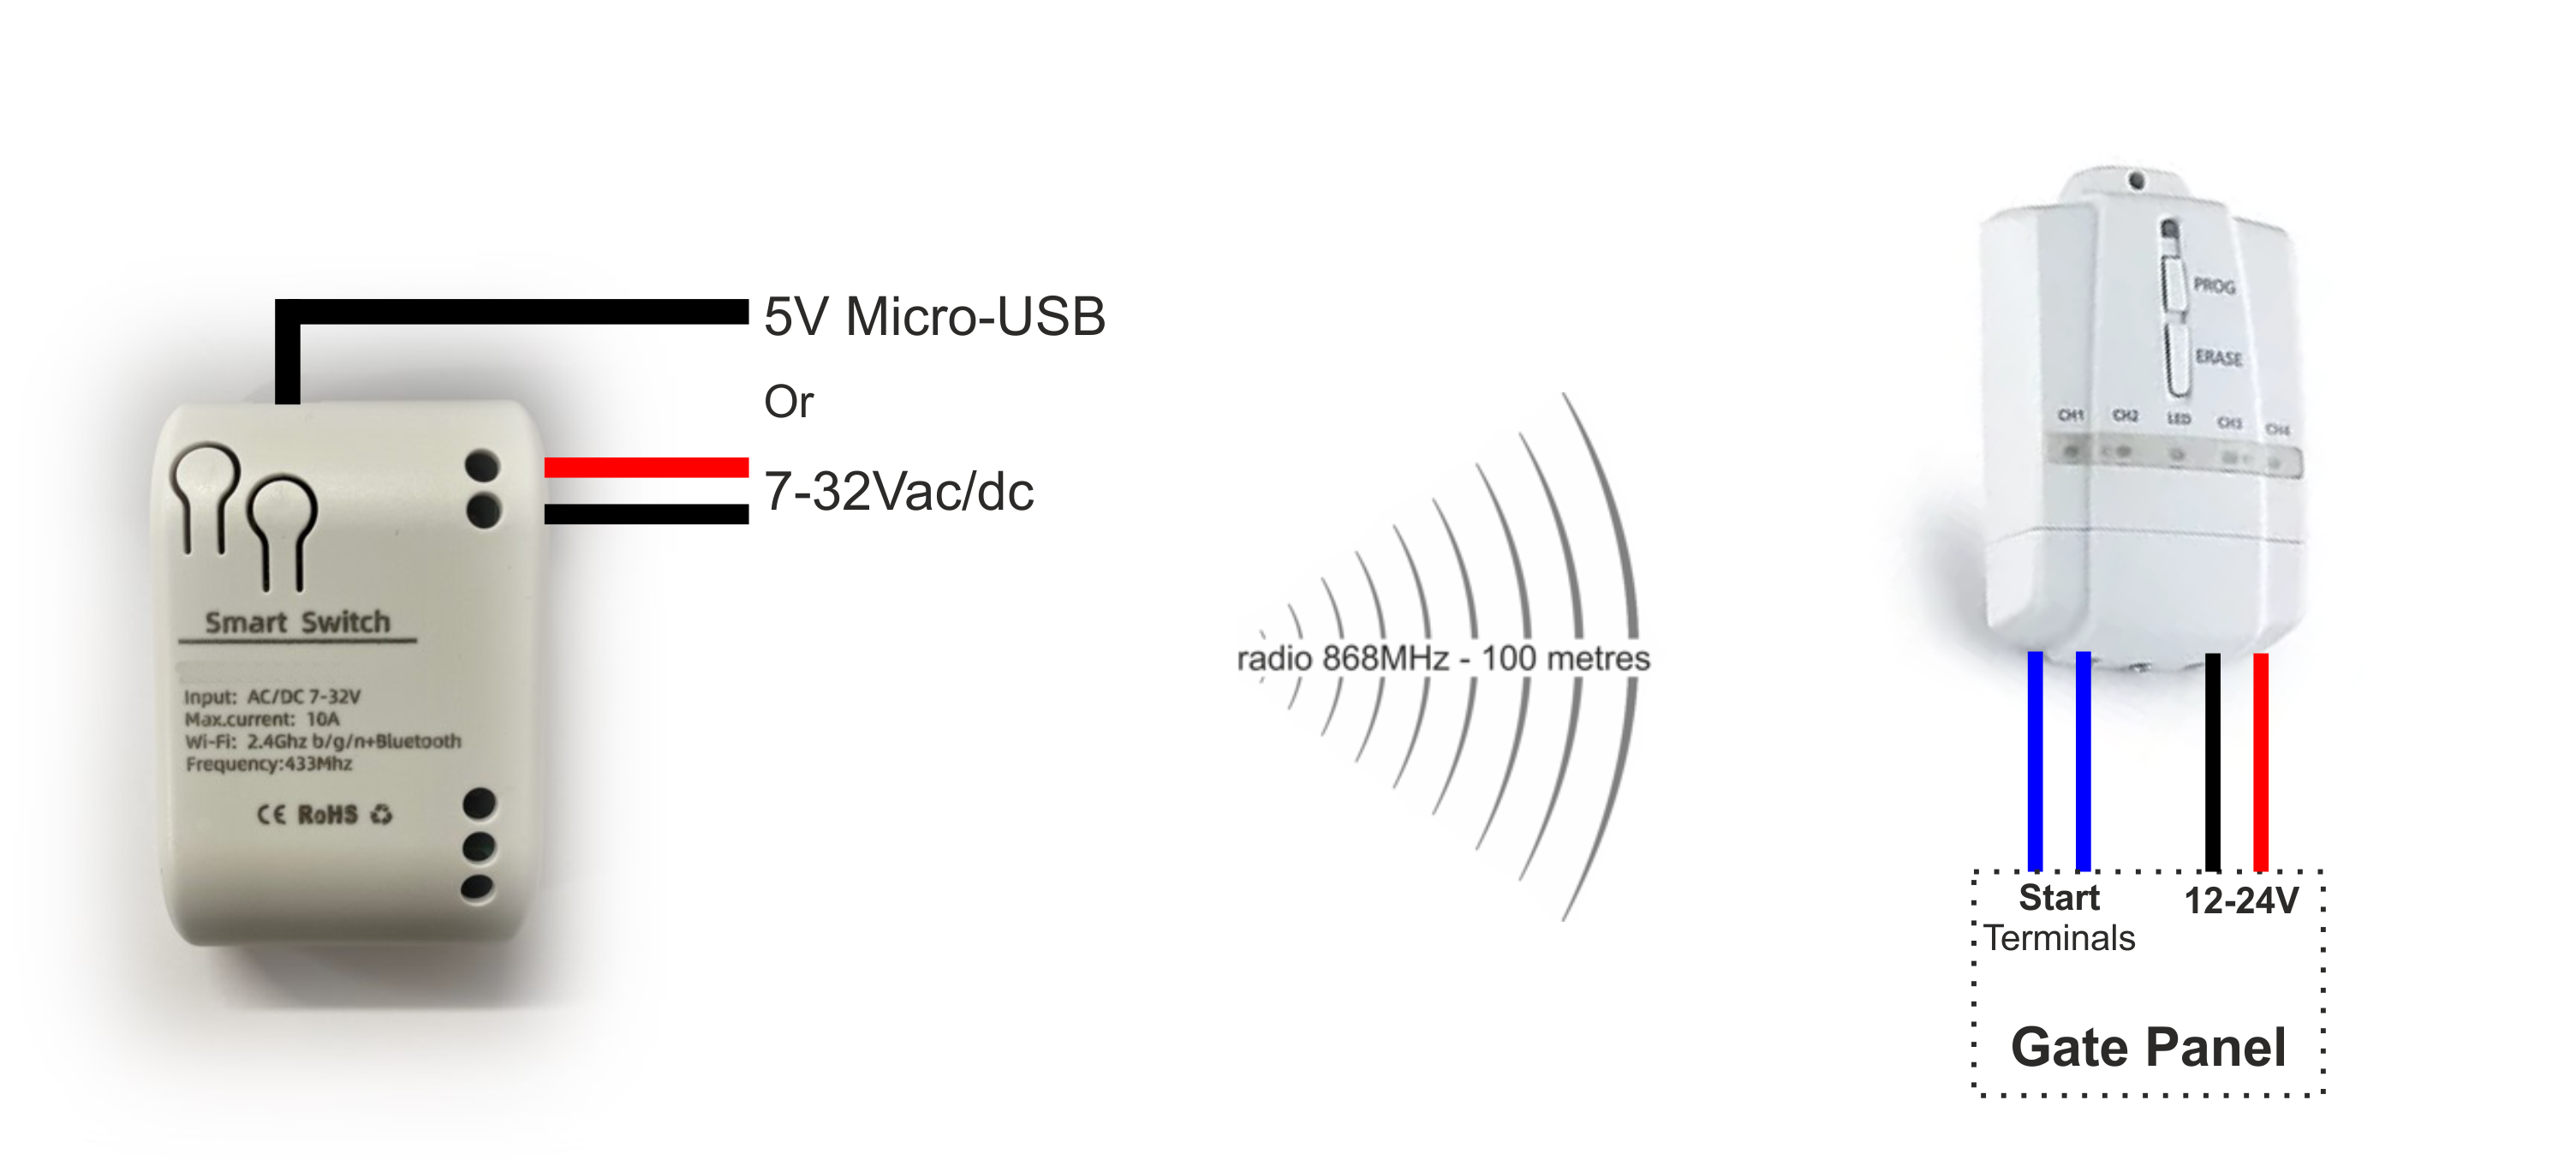 5V Micro-USB
Or
7-32Vac/dc
Smart Switch
Input: AC/DC 7-32V
Max.current: 10A
Wi-Fi: 2.4Ghz b/g/n+Bluetooth
Frequency:433Mhz
CE RoHS
radio 868MHz - 100 metres
PROG
ERASE
CH1 CH2 LED CH3 CH4
Start 12-24V
Terminals
Gate Panel